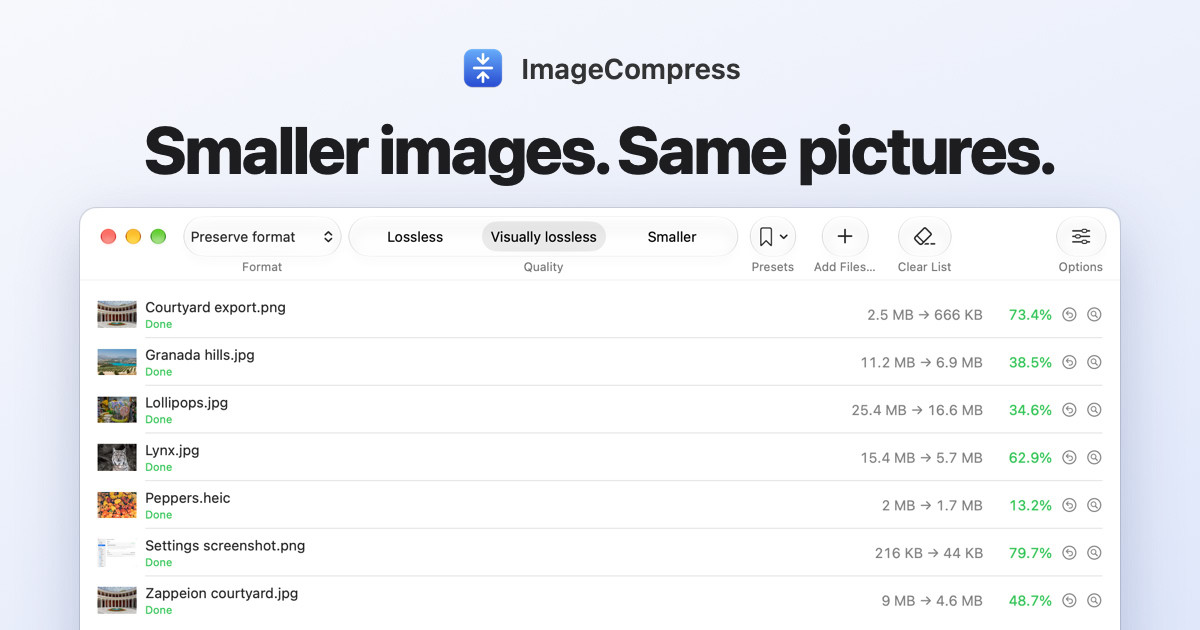 ImageCompress
Smaller images. Same pictures.
Preserve format
Lossless
Visually lossless
Smaller
Format
Quality
Presets
Add Files...
Clear List
Options
Courtyard export.png
Done
2.5 MB → 666 KB 73.4%
Granada hills.jpg
Done
11.2 MB → 6.9 MB 38.5%
Lollipops.jpg
Done
25.4 MB → 16.6 MB 34.6%
Lynx.jpg
Done
15.4 MB → 5.7 MB 62.9%
Peppers.heic
Done
2 MB → 1.7 MB 13.2%
Settings screenshot.png
Done
216 KB → 44 KB 79.7%
Zappeion courtyard.jpg
Done
9 MB → 4.6 MB 48.7%